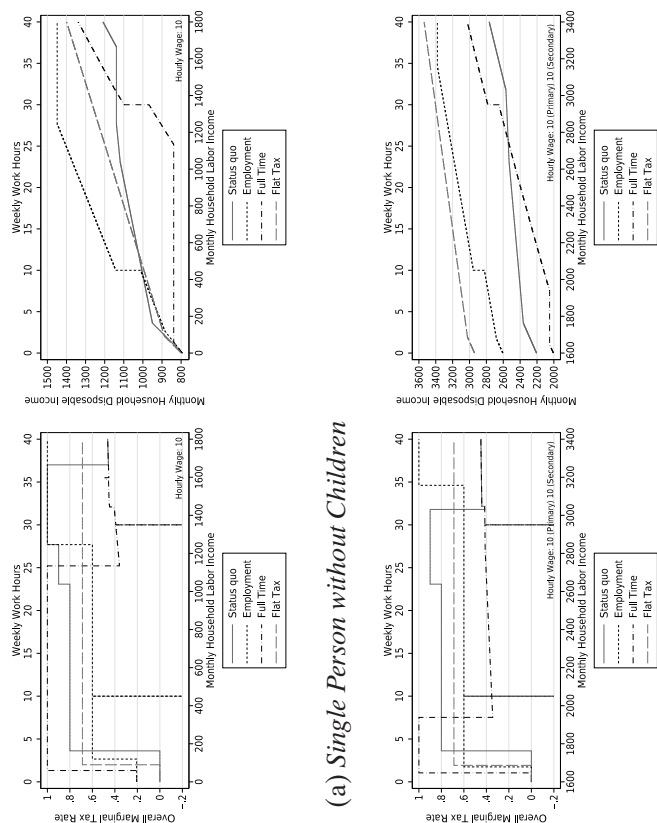 Weekly Work Hours
0 5 10 15 20 25 30 35 40
Overall Marginal Tax Rate
1
.8
.6
.4
.2
0
-.2
Hourly Wage: 10
0 200 400 600 800 1000 1200 1400 1600 1800
Monthly Household Labor Income
Status quo
Employment
Full Time
Flat Tax
Weekly Work Hours
0 5 10 15 20 25 30 35 40
Monthly Household Disposable Income
1500
1400
1300
1200
1100
1000
900
800
Hourly Wage: 10
0 200 400 600 800 1000 1200 1400 1600 1800
Monthly Household Labor Income
Status quo
Employment
Full Time
Flat Tax
(a) Single Person without Children
Weekly Work Hours
0 5 10 15 20 25 30 35 40
Overall Marginal Tax Rate
1
.8
.6
.4
.2
0
-.2
Hourly Wage: 10 (Primary) 10 (Secondary)
1600 1800 2000 2200 2400 2600 2800 3000 3200 3400
Monthly Household Labor Income
Status quo
Employment
Full Time
Flat Tax
Weekly Work Hours
0 5 10 15 20 25 30 35 40
Monthly Household Disposable Income
3600
3400
3200
3000
2800
2600
2400
2200
2000
Hourly Wage: 10 (Primary) 10 (Secondary)
1600 1800 2000 2200 2400 2600 2800 3000 3200 3400
Monthly Household Labor Income
Status quo
Employment
Full Time
Flat Tax